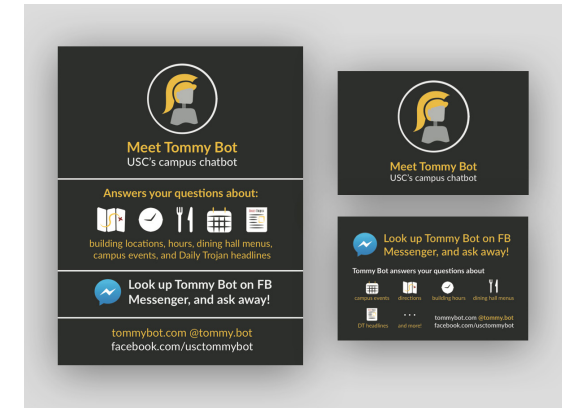 Meet Tommy Bot
USC's campus chatbot
Answers your questions about:
building locations, hours, dining hall menus,
campus events, and Daily Trojan headlines
Look up Tommy Bot on FB
Messenger, and ask away!
tommybot.com @tommy.bot
facebook.com/usctommybot
Meet Tommy Bot
USC's campus chatbot
Look up Tommy Bot on FB
Messenger, and ask away!
Tommy Bot answers your questions about
campus events directions building hours dining hall menus
DT headlines and more!
tommybot.com @tommy.bot
facebook.com/usctommybot